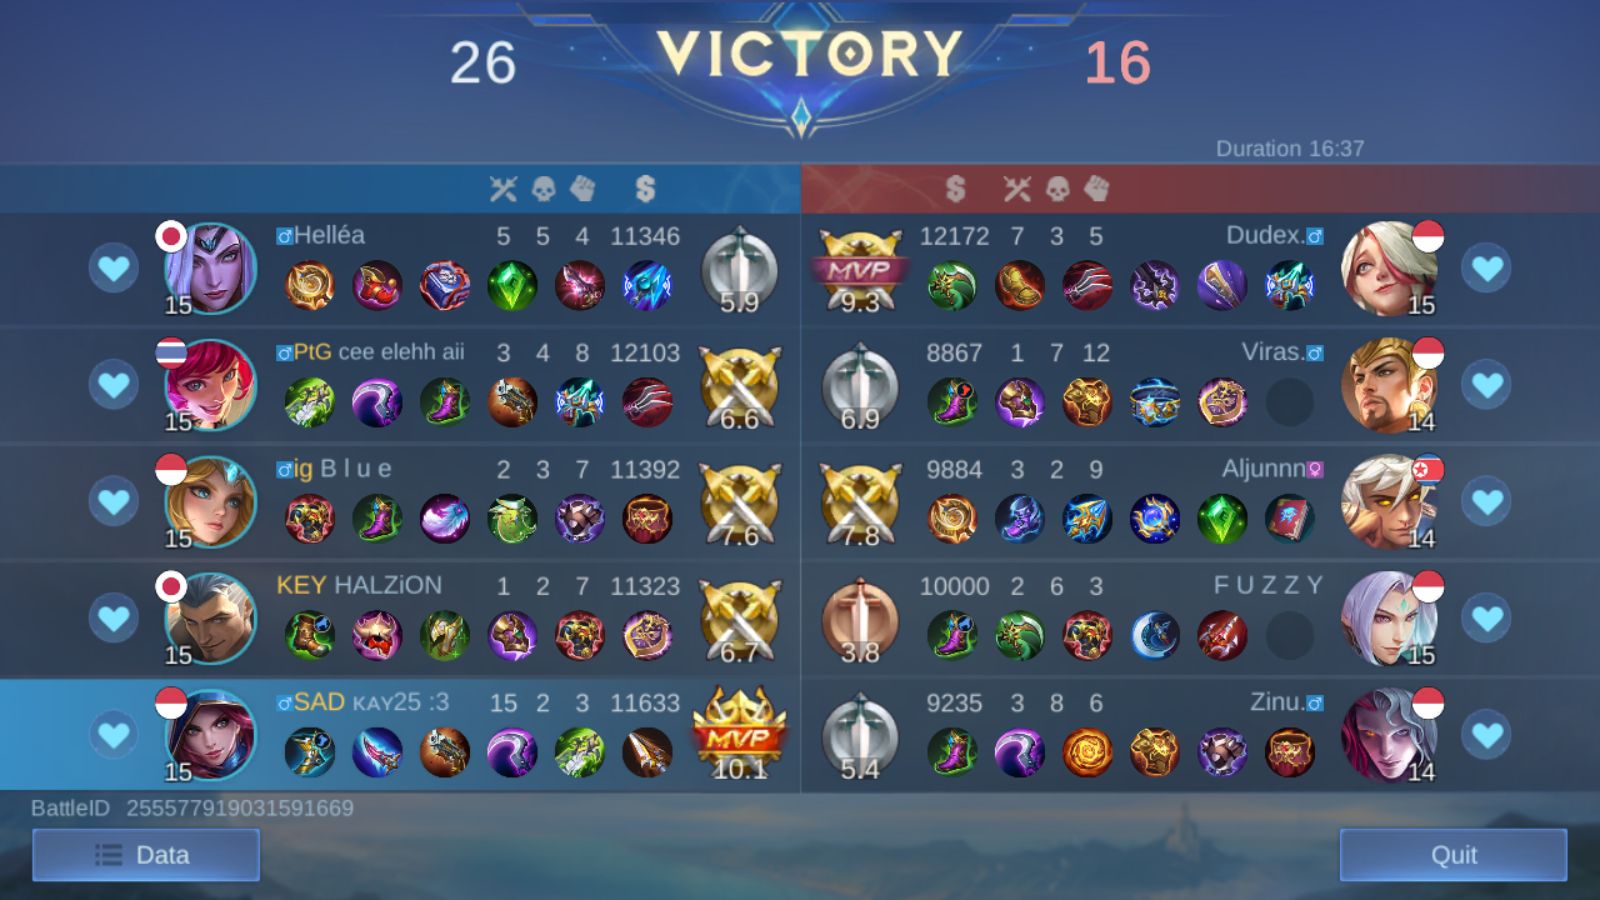 26 VICTORY 16
Duration 16:37
Helléa 5 5 4 11346
15 5.9
MVP 12172 7 3 5 Dudex.
9.3 15
PtG cee elehh aii 3 4 8 12103
15 6.6
8867 1 7 12 Viras.
6.9 14
ig B l u e 2 3 7 11392
15 7.6
9884 3 2 9 Aljunnn
7.8 14
KEY HALZiON 1 2 7 11323
15 6.7
10000 2 6 3 F U Z Z Y
3.8 15
SAD ᴋᴀʏ25 :3 15 2 3 11633 MVP
15 10.1
9235 3 8 6 Zinu.
5.4 14
BattleID 255577919031591669
Data
Quit